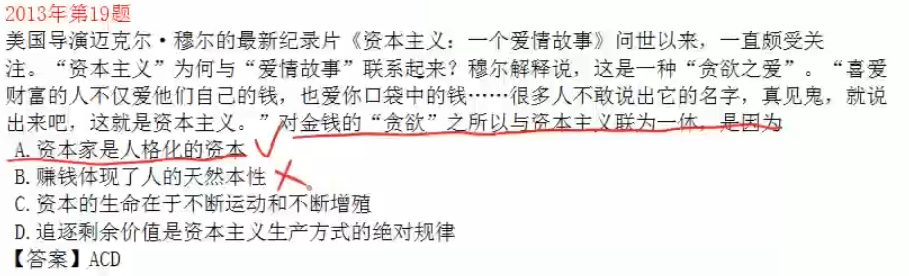 2013年第19题
美国导演迈克尔·穆尔的最新纪录片《资本主义：一个爱情故事》问世以来，一直颇受关
注。“资本主义”为何与“爱情故事”联系起来？穆尔解释说，这是一种“贪欲之爱”。“喜爱
财富的人不仅爱他们自己的钱，也爱你口袋中的钱……很多人不敢说出它的名字，真见鬼，就说
出来吧，这就是资本主义。”对金钱的“贪欲”之所以与资本主义联为一体，是因为
A.资本家是人格化的资本
B.赚钱体现了人的天然本性
C.资本的生命在于不断运动和不断增殖
D.追逐剩余价值是资本主义生产方式的绝对规律
【答案】ACD